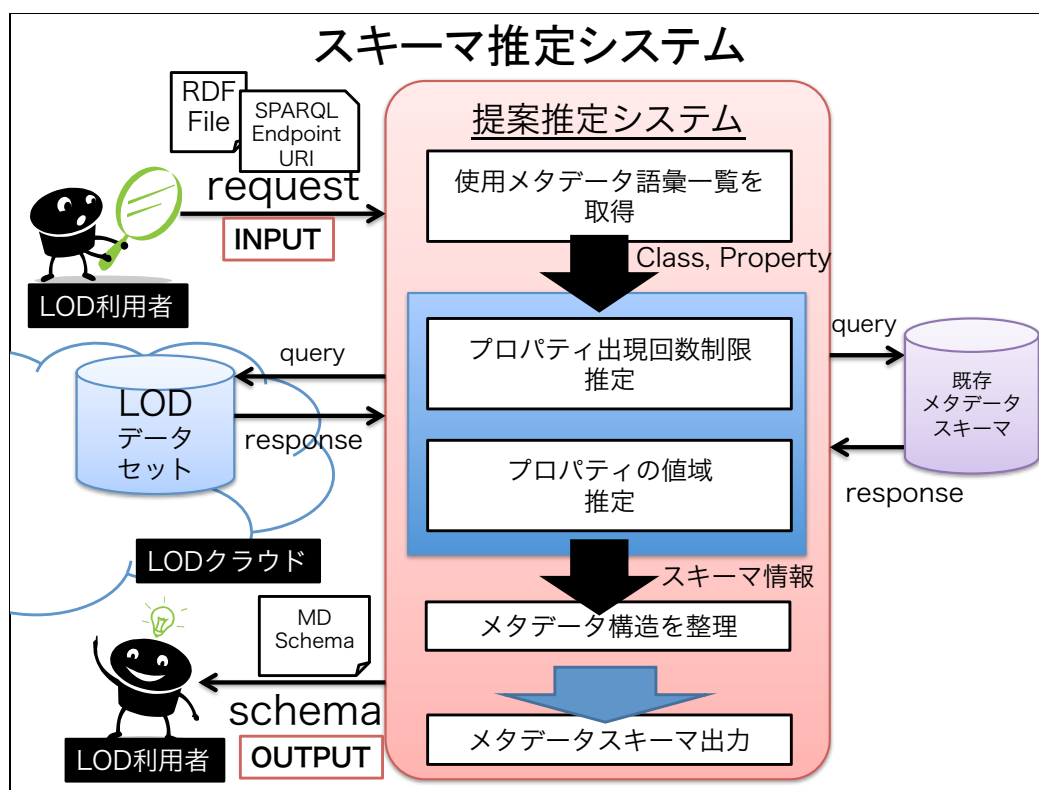 スキーマ推定システム
RDF
File
SPARQL
Endpoint
URI
request
INPUT
LOD利用者
提案推定システム
使用メタデータ語彙一覧を
取得
Class, Property
プロパティ出現回数制限
推定
プロパティの値域
推定
スキーマ情報
メタデータ構造を整理
メタデータスキーマ出力
query
response
LOD
データ
セット
LODクラウド
query
既存
メタデータ
スキーマ
response
MD
Schema
schema
OUTPUT
LOD利用者